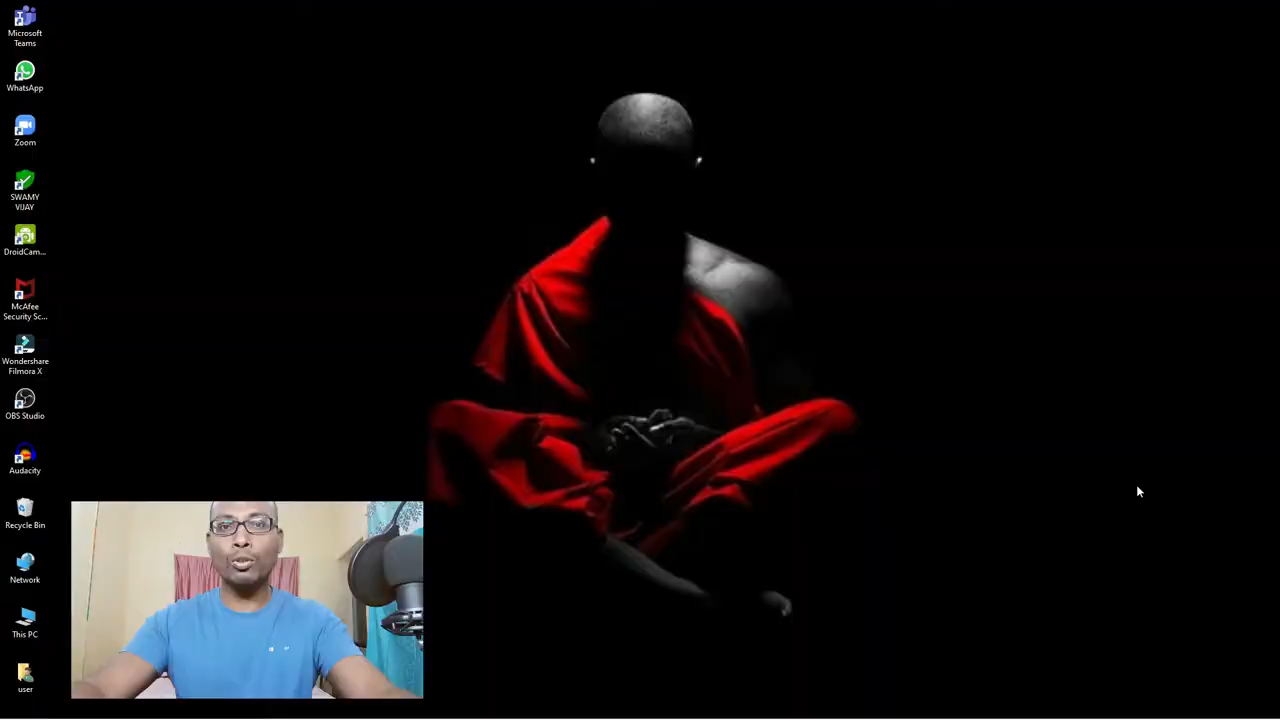 Microsoft
Teams
WhatsApp
Zoom
SWAMY
VIJAY
DroidCam...
McAfee
Security Sc...
Wondershare
Filmora X
OBS Studio
Audacity
Recycle Bin
Network
This PC
user